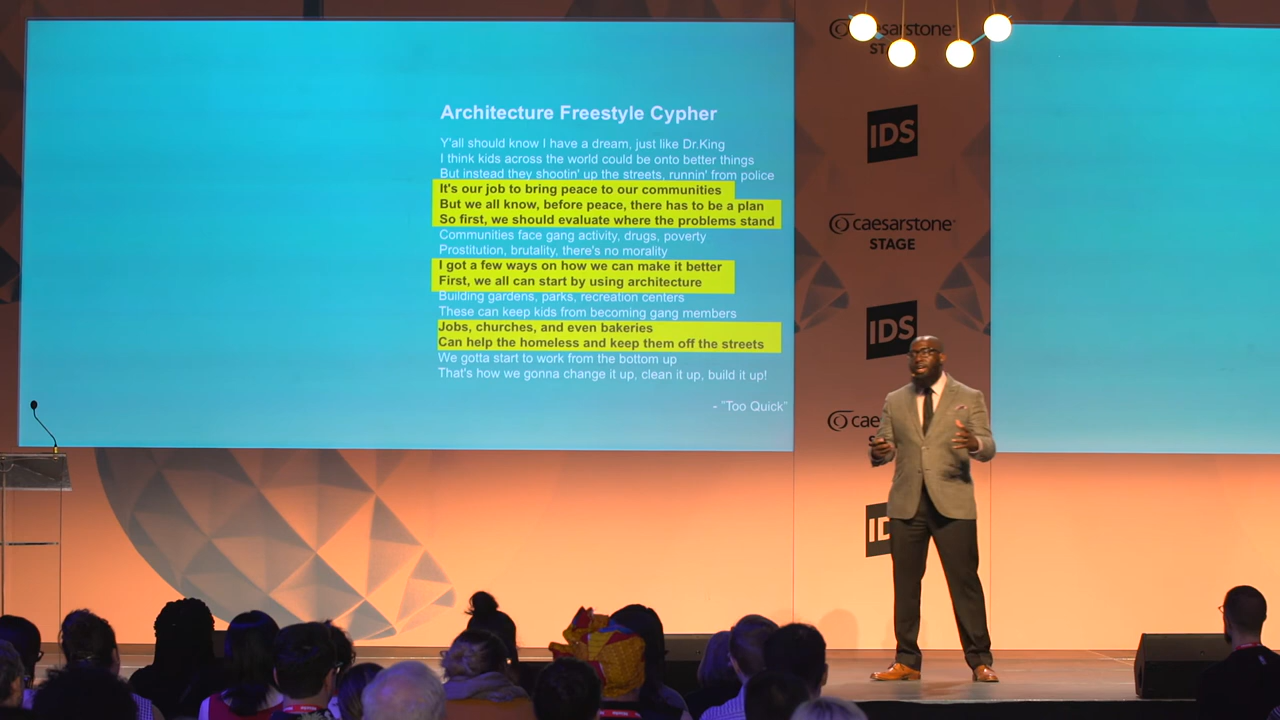 Architecture Freestyle Cypher
Y'all should know I have a dream, just like Dr.King
I think kids across the world could be onto better things
But instead they shootin' up the streets, runnin' from police
It's our job to bring peace to our communities
But we all know, before peace, there has to be a plan
So first, we should evaluate where the problems stand
Communities face gang activity, drugs, poverty
Prostitution, brutality, there's no morality
I got a few ways on how we can make it better
First, we all can start by using architecture
Building gardens, parks, recreation centers
These can keep kids from becoming gang members
Jobs, churches, and even bakeries
Can help the homeless and keep them off the streets
We gotta start to work from the bottom up
That's how we gonna change it up, clean it up, build it up!
- "Too Quick"
IDS
caesarstone
STAGE
IDS